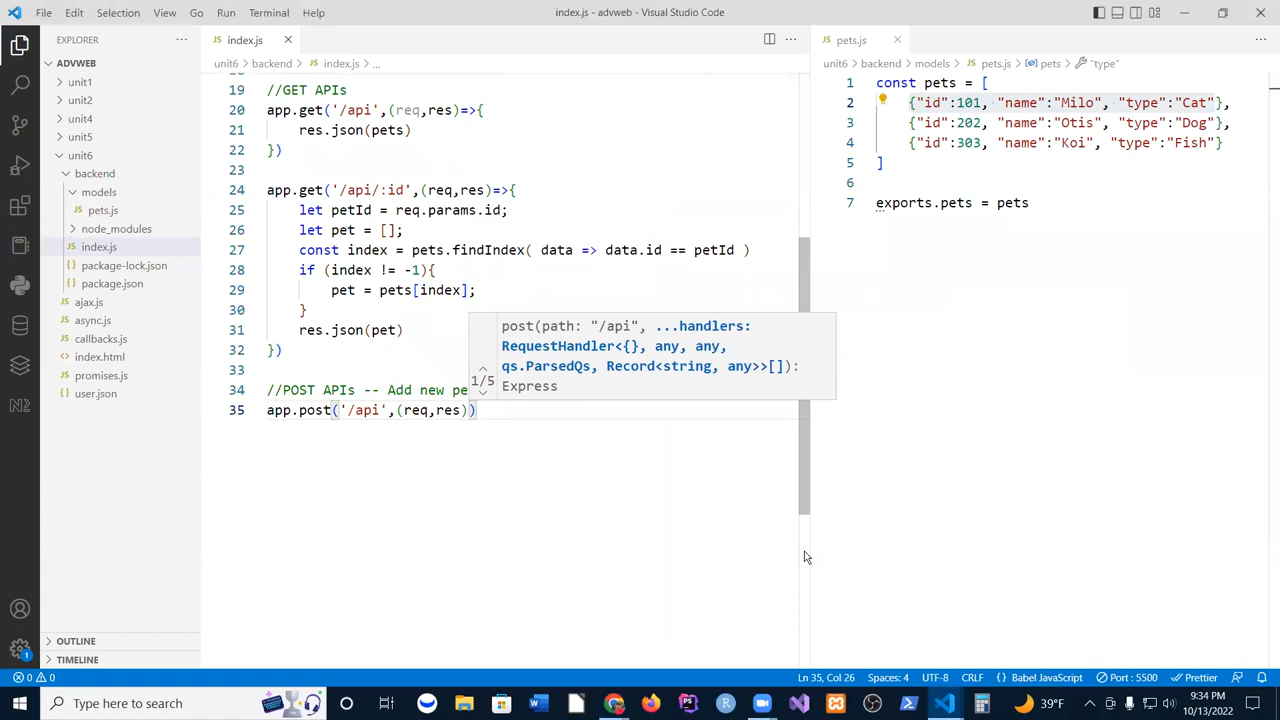 File Edit Selection View Go Run Terminal Help
index.js - advweb - Visual Studio Code
EXPLORER
ADVWEB
unit1
unit2
unit4
unit5
unit6
backend
models
pets.js
node_modules
index.js
package-lock.json
package.json
ajax.js
async.js
callbacks.js
index.html
promises.js
user.json
OUTLINE
TIMELINE
index.js
unit6 > backend > index.js > ...
19 //GET APIs
20 app.get('/api',(req,res)=>{
21 res.json(pets)
22 })
23
24 app.get('/api/:id',(req,res)=>{
25 let petId = req.params.id;
26 let pet = [];
27 const index = pets.findIndex( data => data.id == petId )
28 if (index != -1){
29 pet = pets[index];
30 }
31 res.json(pet)
32 })
33
34 //POST APIs -- Add new pe
35 app.post('/api',(req,res))
post(path: "/api", ...handlers:
RequestHandler<{}, any, any,
qs.ParsedQs, Record<string, any>>[]):
Express
1/5
pets.js
unit6 > backend > models > pets.js > pets > "type"
1 const pets = [
2 {"id":101, "name":"Milo", "type":"Cat"},
3 {"id":202, "name":"Otis", "type":"Dog"},
4 {"id":303, "name":"Koi", "type":"Fish"}
5 ]
6
7 exports.pets = pets
0 0
Ln 35, Col 26 Spaces: 4 UTF-8 CRLF {} Babel JavaScript Port : 5500 Prettier
Type here to search
39°F
9:34 PM
10/13/2022